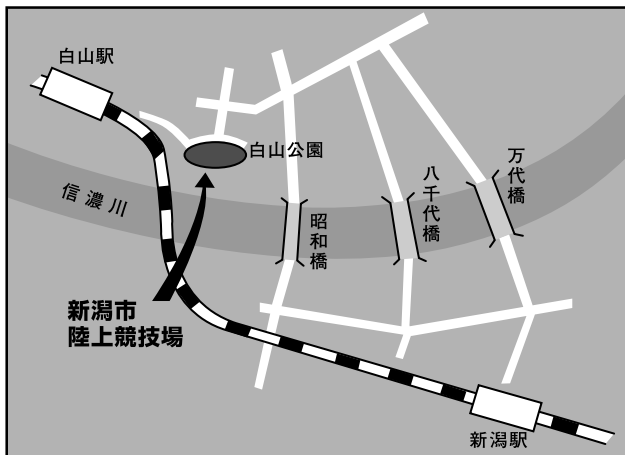 白山駅
白山公園
信濃川
昭和橋
八千代橋
万代橋
新潟市
陸上競技場
新潟駅